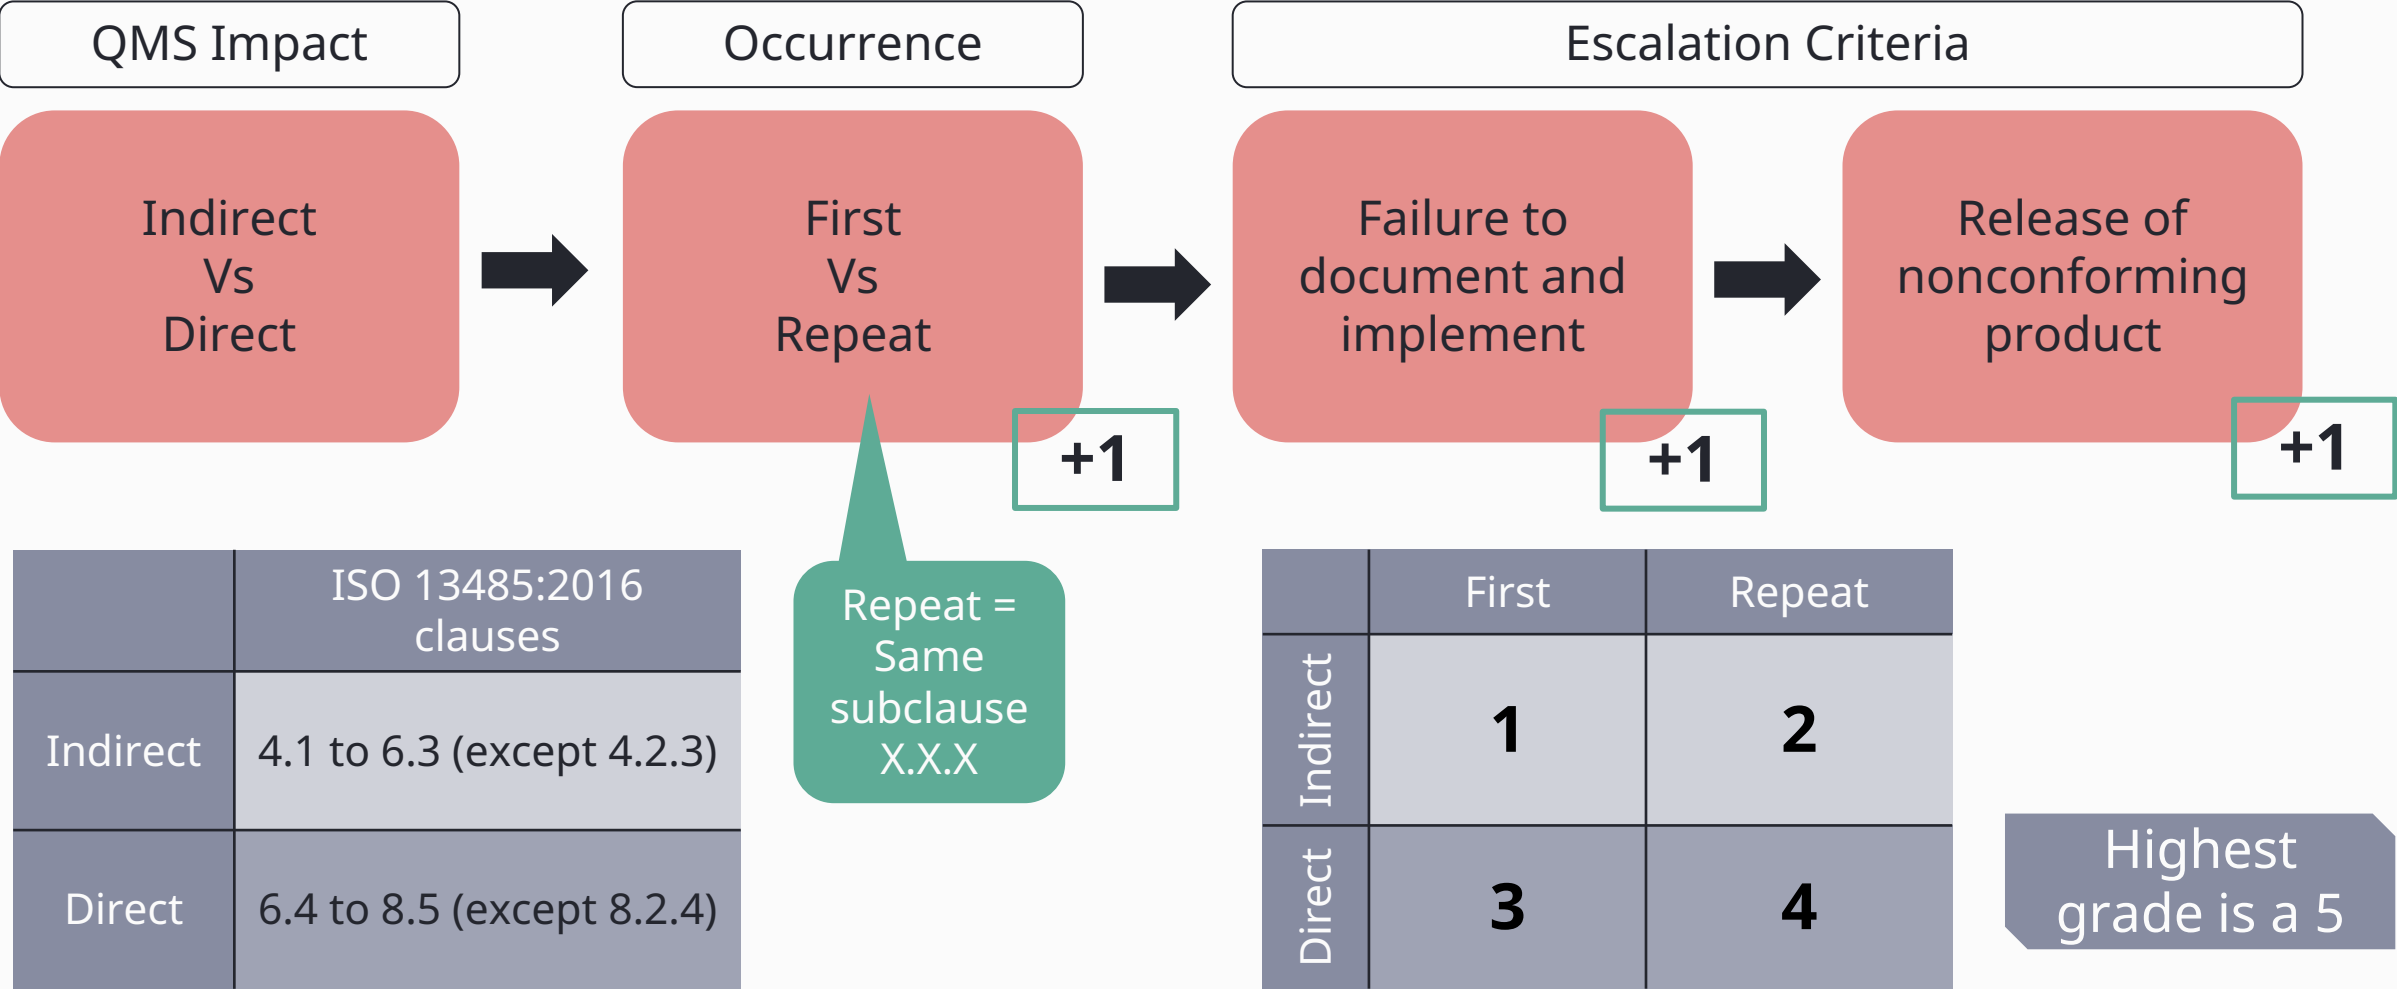 QMS Impact
Occurrence
Escalation Criteria
Indirect
Vs
Direct
First
Vs
Repeat
Failure to
document and
implement
Release of
nonconforming
product
+1
+1
+1
ISO 13485:2016
clauses
Indirect
4.1 to 6.3 (except 4.2.3)
Direct
6.4 to 8.5 (except 8.2.4)
Repeat =
Same
subclause
X.X.X
First
Repeat
Indirect
1
2
Direct
3
4
Highest
grade is a 5